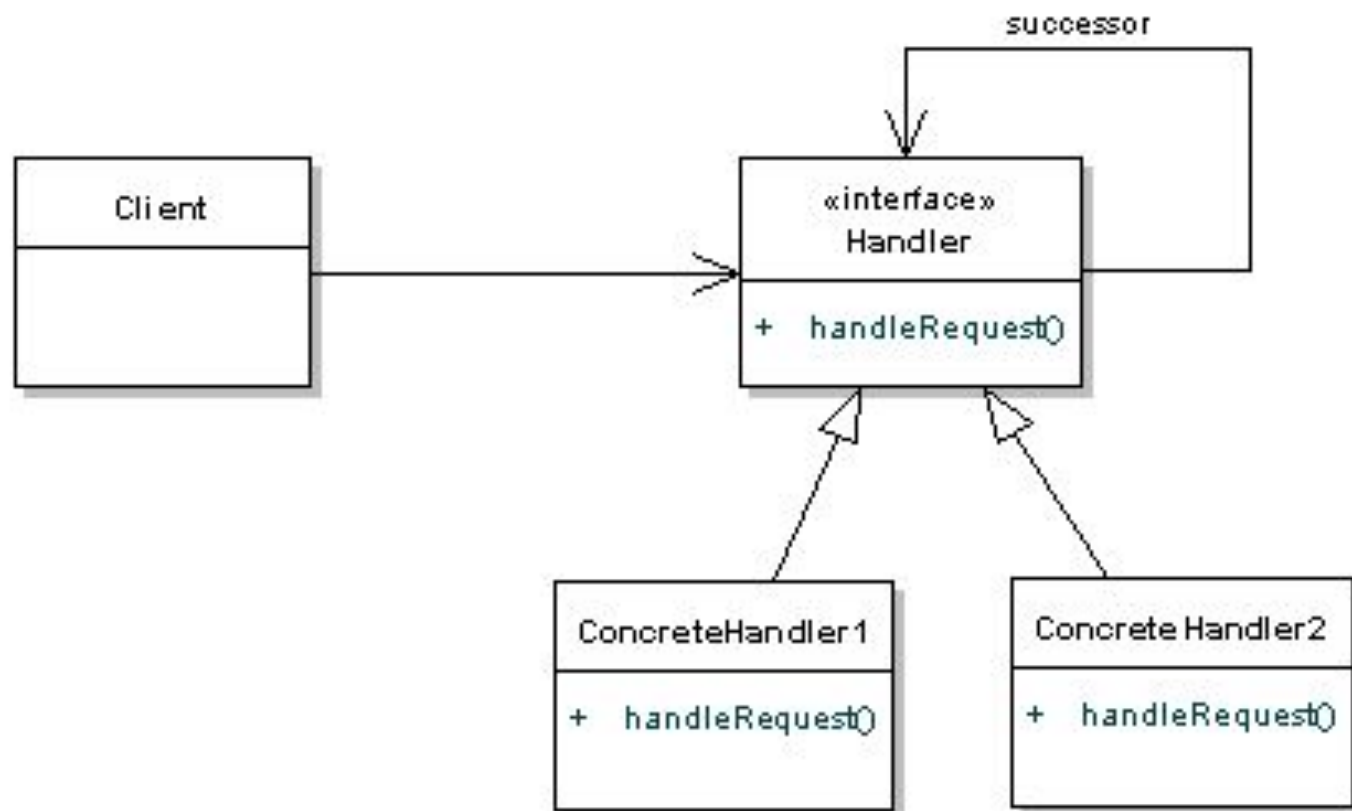 successor
Client
«interface»
Handler
+ handleRequest()
ConcreteHandler1
+ handleRequest()
Concrete Handler2
+ handleRequest()